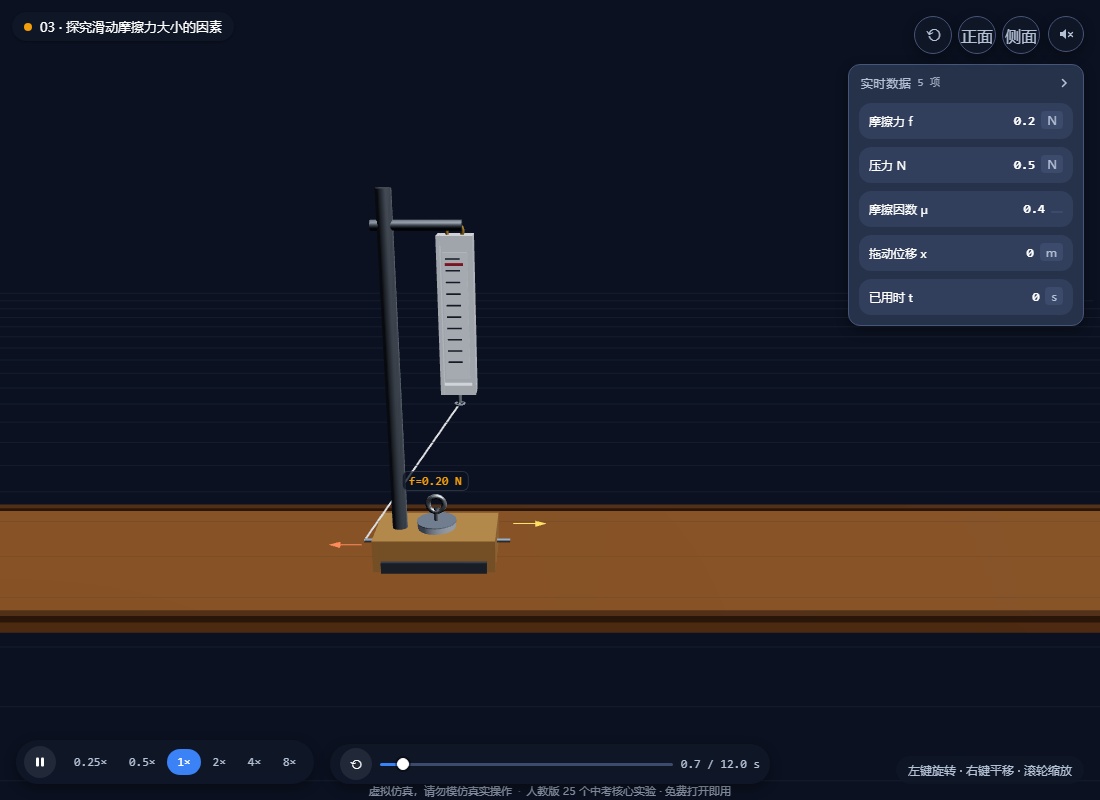 03 · 探究滑动摩擦力大小的因素
正面
侧面
实时数据 5 项
摩擦力 f 0.2 N
压力 N 0.5 N
摩擦因数 μ 0.4
拖动位移 x 0 m
已用时 t 0 s
f=0.20 N
0.25× 0.5× 1× 2× 4× 8×
0.7 / 12.0 s
左键旋转 · 右键平移 · 滚轮缩放
虚拟仿真，请勿模仿真实操作 · 人教版 25 个中考核心实验 · 免费打开即用